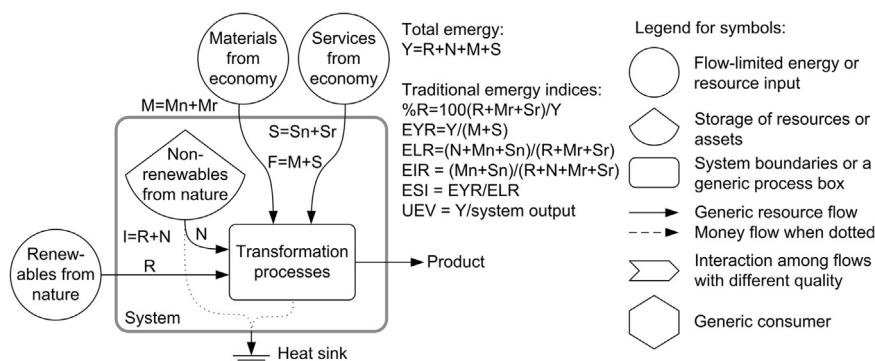 Materials
from
economy
Services
from
economy
M=Mn+Mr
S=Sn+Sr
F=M+S
Non-
renewables
from nature
I=R+N
N
Renew-
ables from
nature
R
Transformation
processes
Product
System
Heat sink
Total emergy:
Y=R+N+M+S
Traditional emergy indices:
%R=100(R+Mr+Sr)/Y
EYR=Y/(M+S)
ELR=(N+Mn+Sn)/(R+Mr+Sr)
EIR = (Mn+Sn)/(R+N+Mr+Sr)
ESI = EYR/ELR
UEV = Y/system output
Legend for symbols:
Flow-limited energy or
resource input
Storage of resources or
assets
System boundaries or a
generic process box
Generic resource flow
Money flow when dotted
Interaction among flows
with different quality
Generic consumer